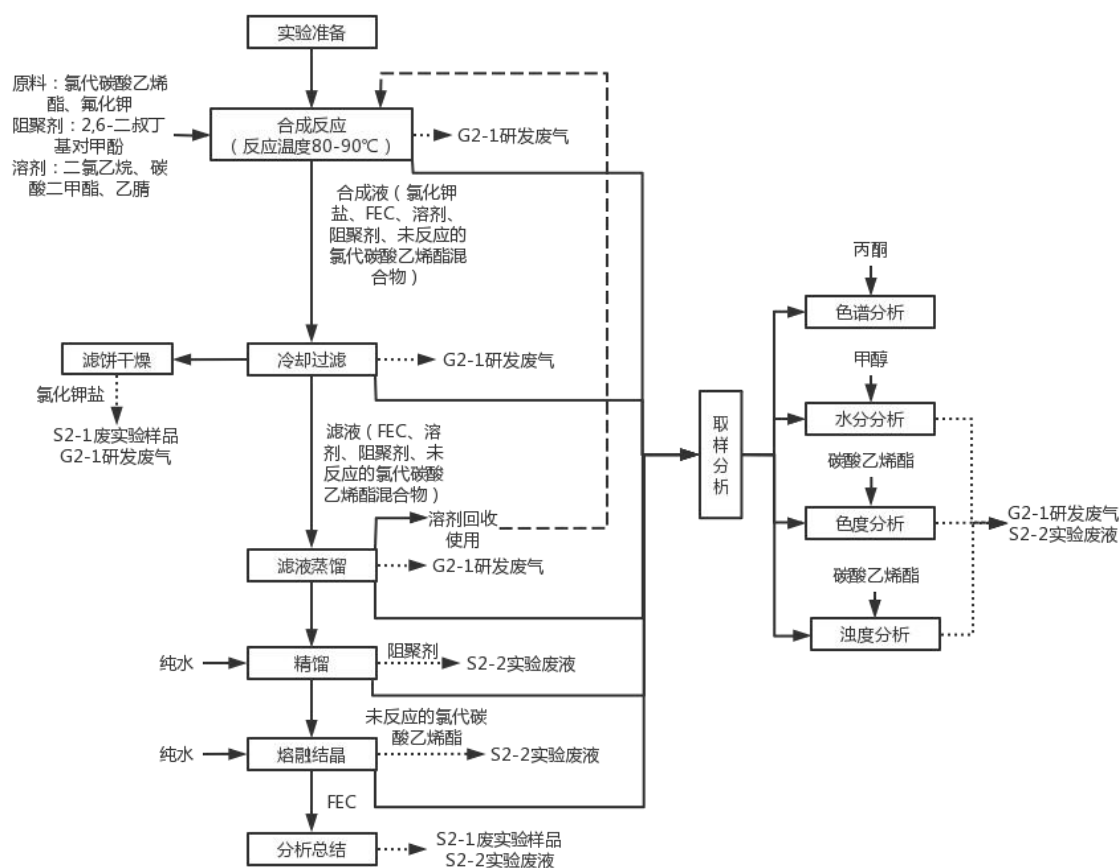 实验准备
原料：氯代碳酸乙烯
酯、氟化钾
阻聚剂：2,6-二叔丁
基对甲酚
溶剂：二氯乙烷、碳
酸二甲酯、乙腈
合成反应
（反应温度80-90℃）
G2-1研发废气
合成液（氯化钾
盐、FEC、溶剂、
阻聚剂、未反应的
氯代碳酸乙烯酯混
合物）
滤饼干燥
冷却过滤
G2-1研发废气
氯化钾盐
S2-1废实验样品
G2-1研发废气
滤液（FEC、溶
剂、阻聚剂、未
反应的氯代碳酸
乙烯酯混合物）
溶剂回收
使用
滤液蒸馏
G2-1研发废气
纯水
精馏
阻聚剂
S2-2实验废液
未反应的氯代碳
酸乙烯酯
纯水
熔融结晶
S2-2实验废液
FEC
分析总结
S2-1废实验样品
S2-2实验废液
取样分析
丙酮
色谱分析
甲醇
水分分析
碳酸乙烯酯
色度分析
G2-1研发废气
S2-2实验废液
碳酸乙烯酯
浊度分析